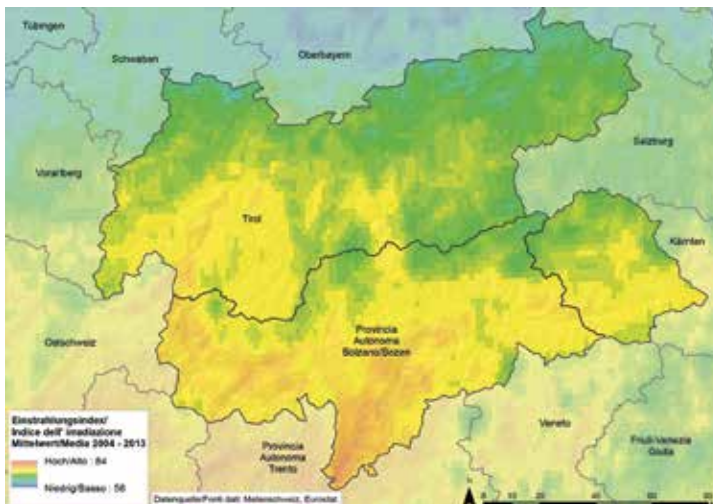 Tübingen
Schwaben
Oberbayern
Salzburg
Vorarlberg
Tirol
Kärnten
Ostschweiz
Provincia
Autonoma
Bolzano/Bozen
Einstrahlungsindex/
Indice dell' irradiazione
Mittelwert/Media 2004 - 2013
Hoch/Alto : 84
Niedrig/Basso : 56
Provincia
Autonoma
Trento
Veneto
Friuli-Venezia
Giulia
Datenquelle/Fonti dati: Meteoschweiz, Eurostat